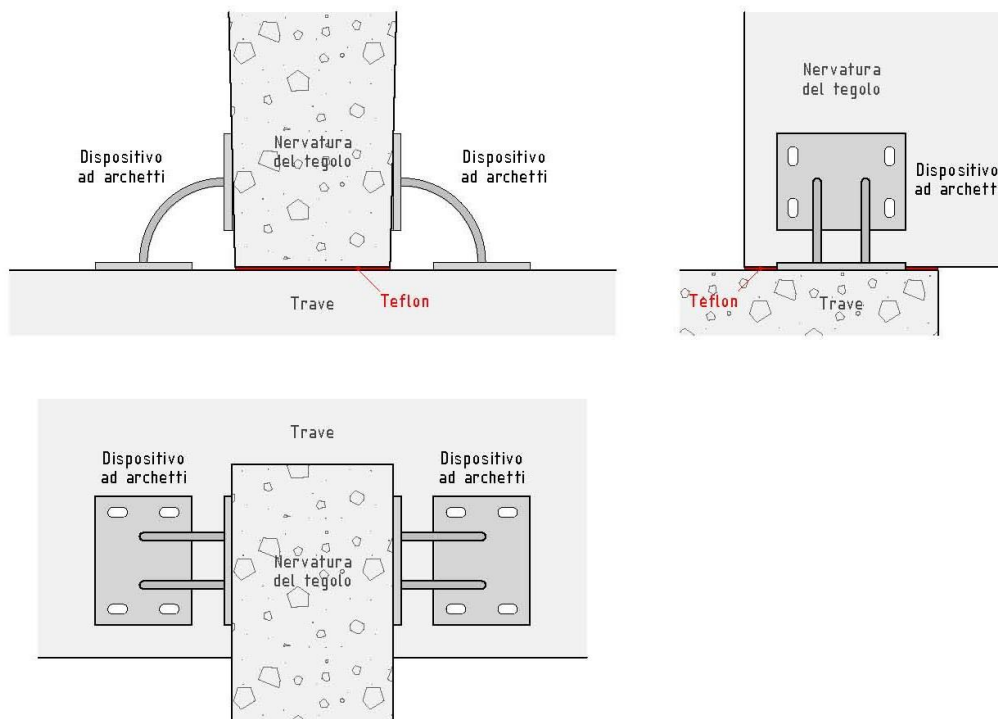 Dispositivo
ad archetti
Nervatura
del tegolo
Dispositivo
ad archetti
Trave
Teflon
Nervatura
del tegolo
Dispositivo
ad archetti
Teflon
Trave
Trave
Dispositivo
ad archetti
Dispositivo
ad archetti
Nervatura
del tegolo